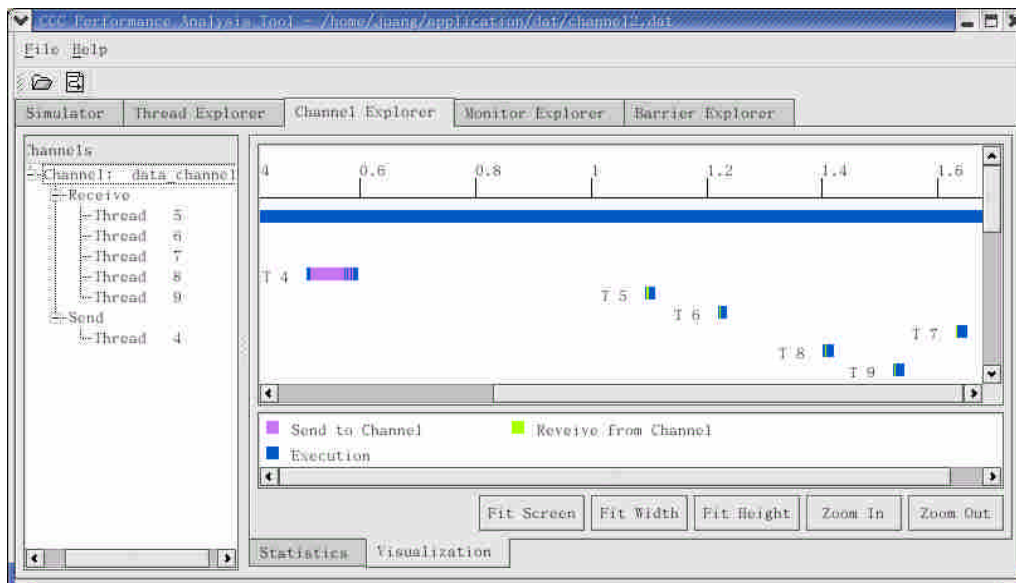 CCC Performance Analysis Tool - /home/jpang/application/dat/channel2.dat
File Help
Simulator Thread Explorer Channel Explorer Monitor Explorer Barrier Explorer
Channels
Channel: data_channel
Receive
Thread 5
Thread 6
Thread 7
Thread 8
Thread 9
Send
Thread 4
4 0.6 0.8 1 1.2 1.4 1.6
T 4
T 5
T 6
T 7
T 8
T 9
Send to Channel Reveive from Channel
Execution
Fit Screen Fit Width Fit Height Zoom In Zoom Out
Statistics Visualization